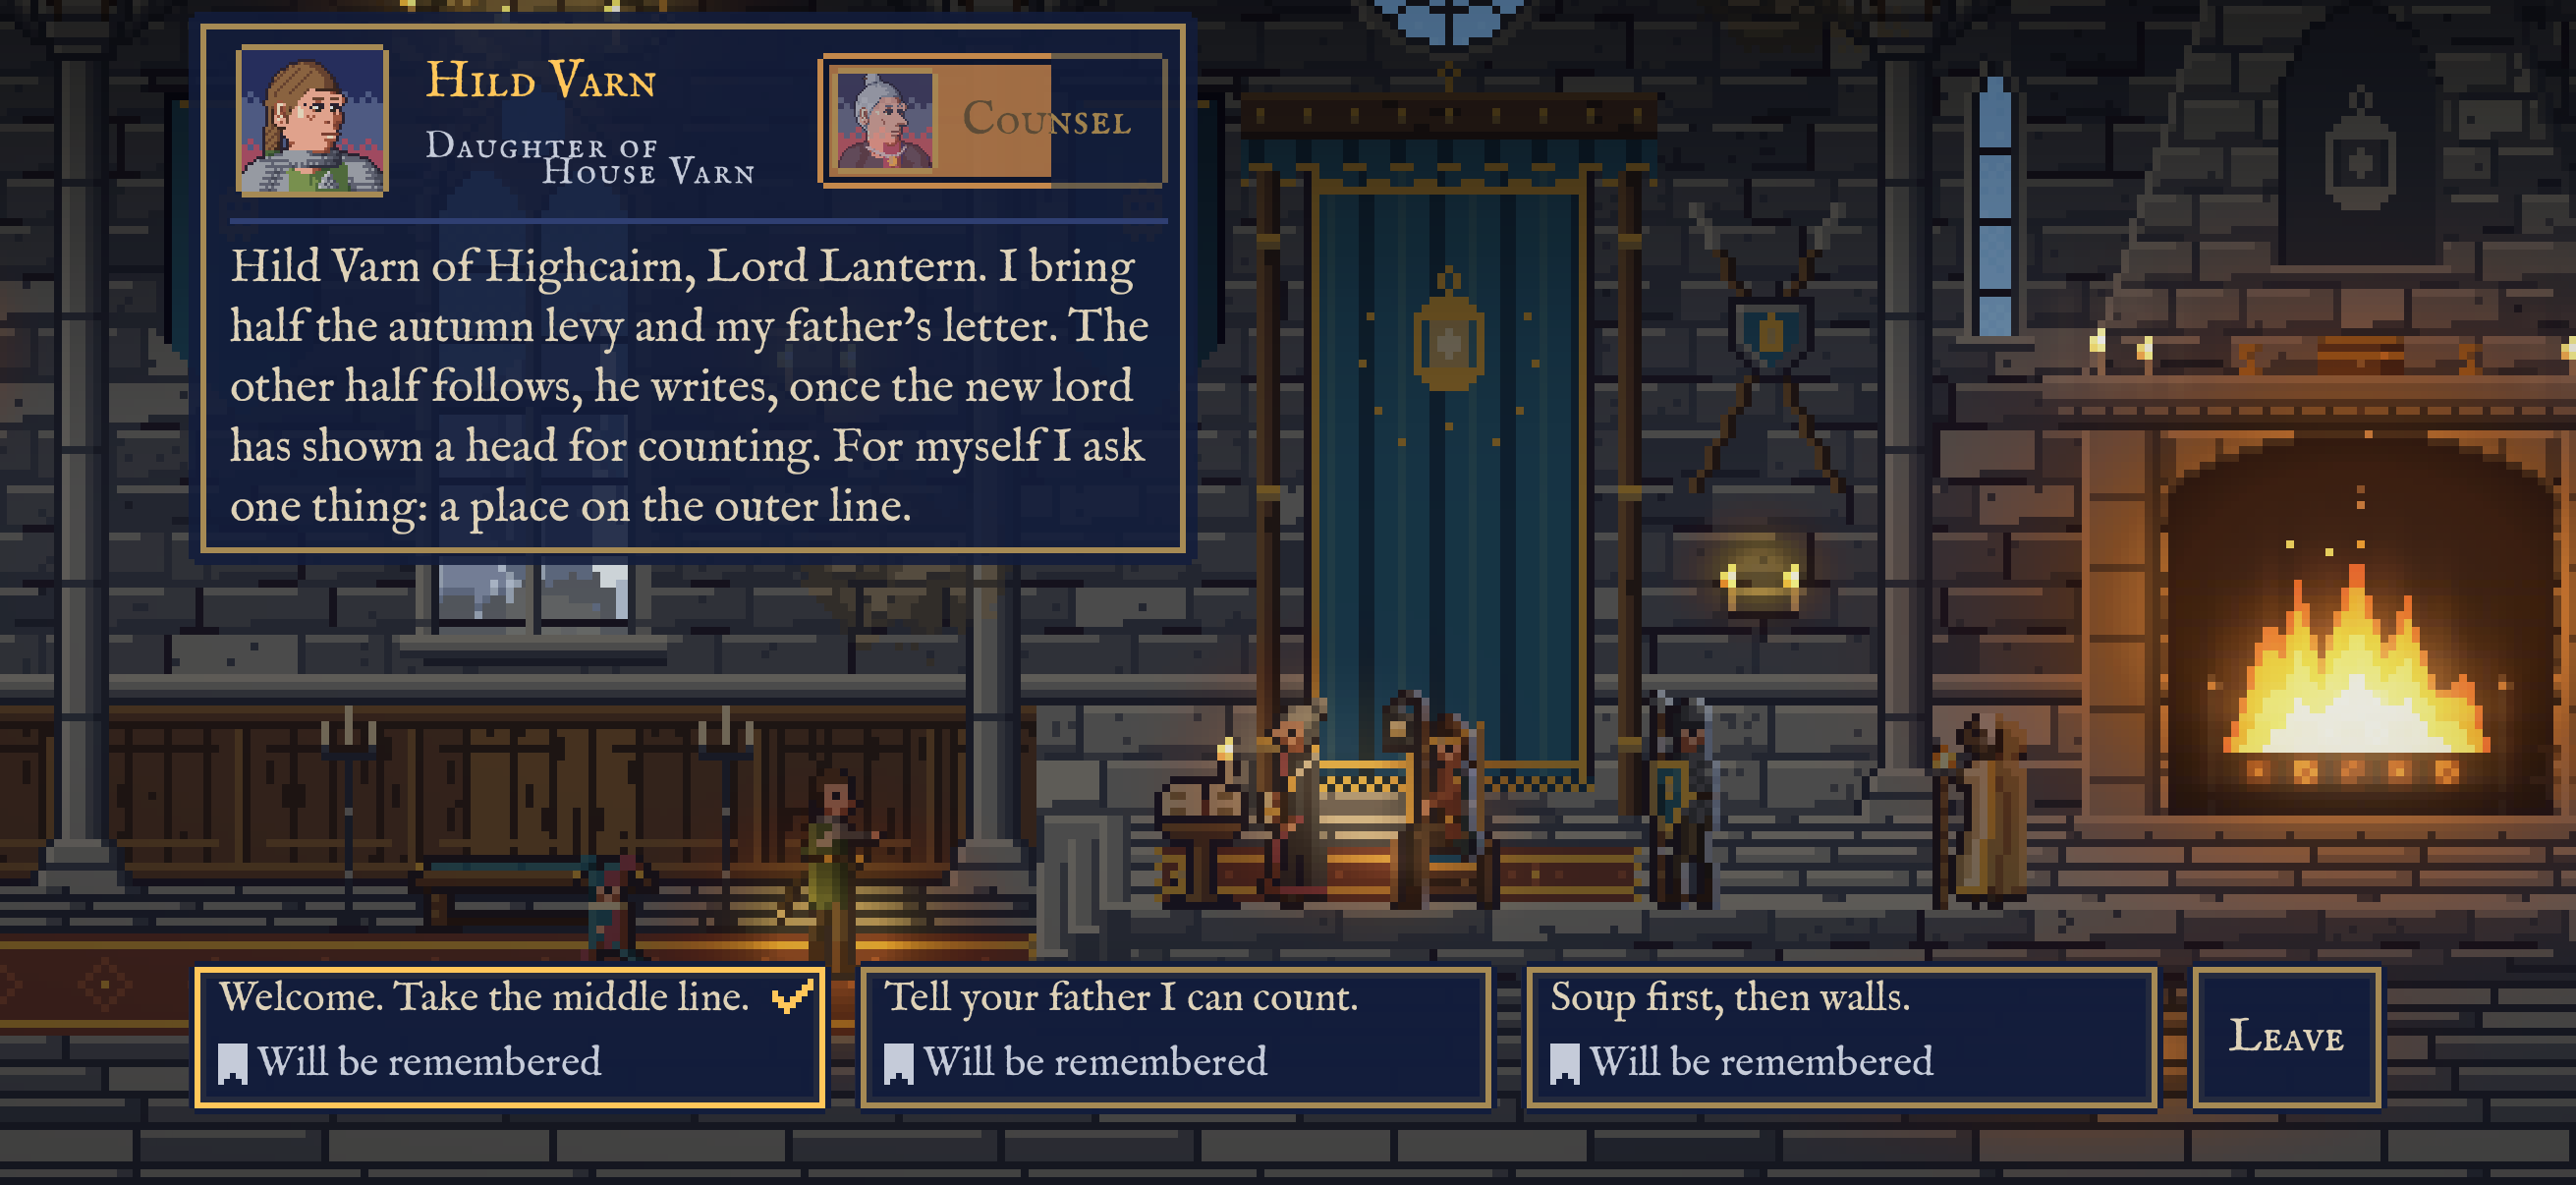 Hild Varn
Daughter of
House Varn
Counsel
Hild Varn of Highcairn, Lord Lantern. I bring
half the autumn levy and my father's letter. The
other half follows, he writes, once the new lord
has shown a head for counting. For myself I ask
one thing: a place on the outer line.
Welcome. Take the middle line.
Will be remembered
Tell your father I can count.
Will be remembered
Soup first, then walls.
Will be remembered
Leave